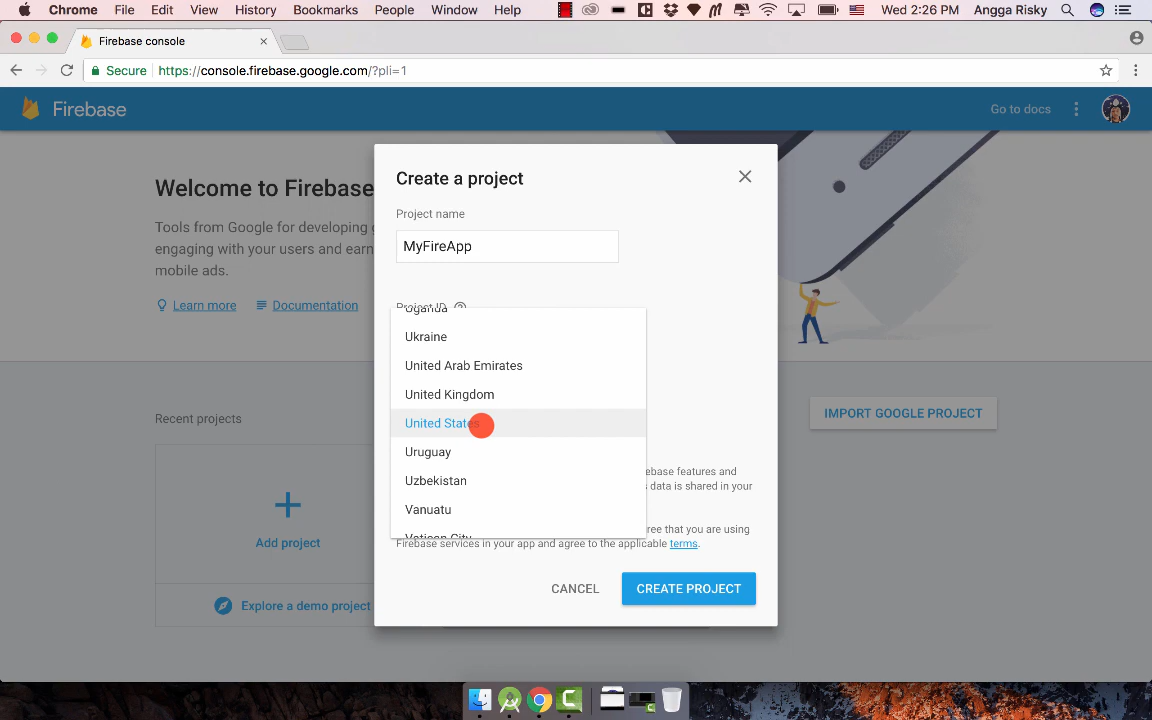 Chrome File Edit View History Bookmarks People Window Help Wed 2:26 PM Angga Risky
Firebase console
Secure https://console.firebase.google.com/?pli=1
Firebase Go to docs
Create a project
Welcome to Firebase
Project name
Tools from Google for developing
MyFireApp
engaging with your users and earn
mobile ads.
Learn more Documentation
Project ID
Uganda
Ukraine
United Arab Emirates
United Kingdom
United States
Uruguay
Uzbekistan
Vanuatu
Vatican City
Recent projects
IMPORT GOOGLE PROJECT
ebase features and
data is shared in your
ree that you are using
Firebase services in your app and agree to the applicable terms.
Add project
CANCEL CREATE PROJECT
Explore a demo project